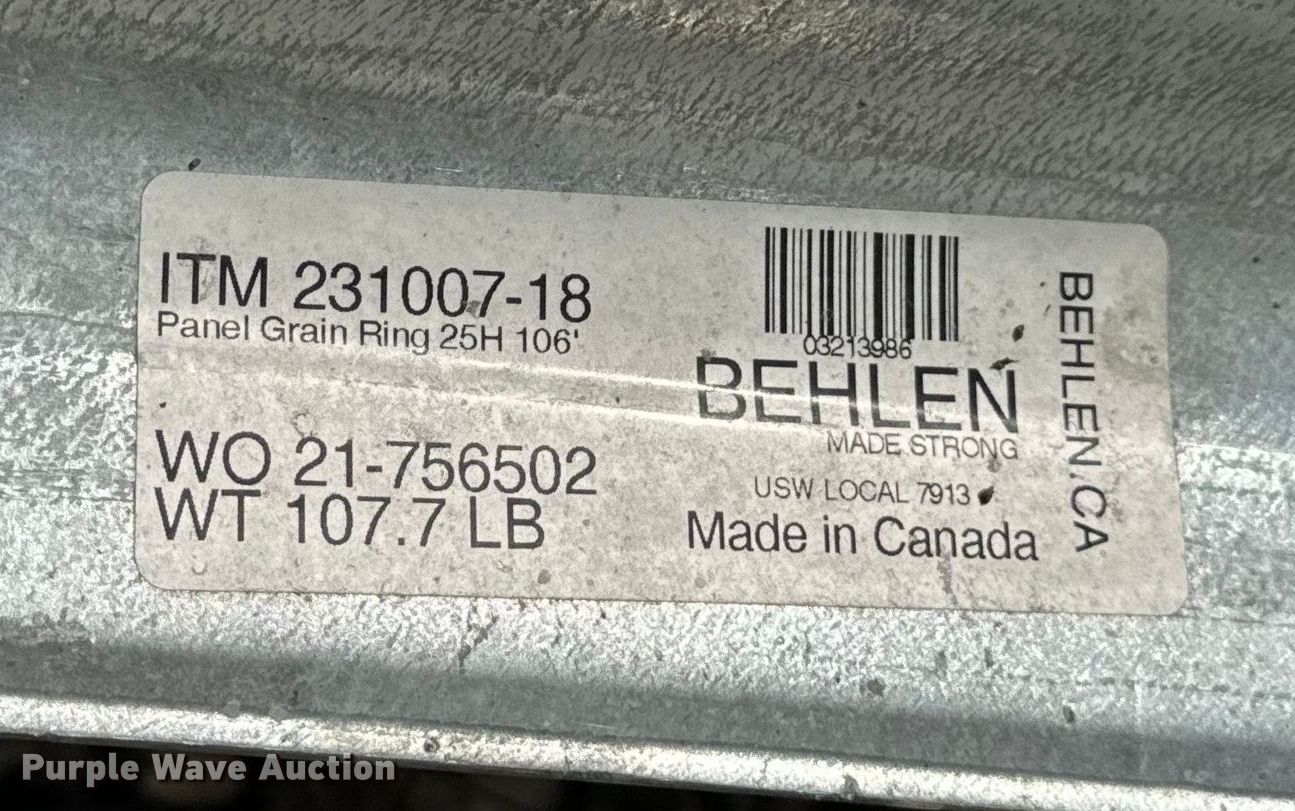 ITM 231007-18
Panel Grain Ring 25H 106'
WO 21-756502
WT 107.7 LB
03213986
BEHLEN
MADE STRONG
USW LOCAL 7913
Made in Canada
BEHLEN.CA
Purple Wave Auction